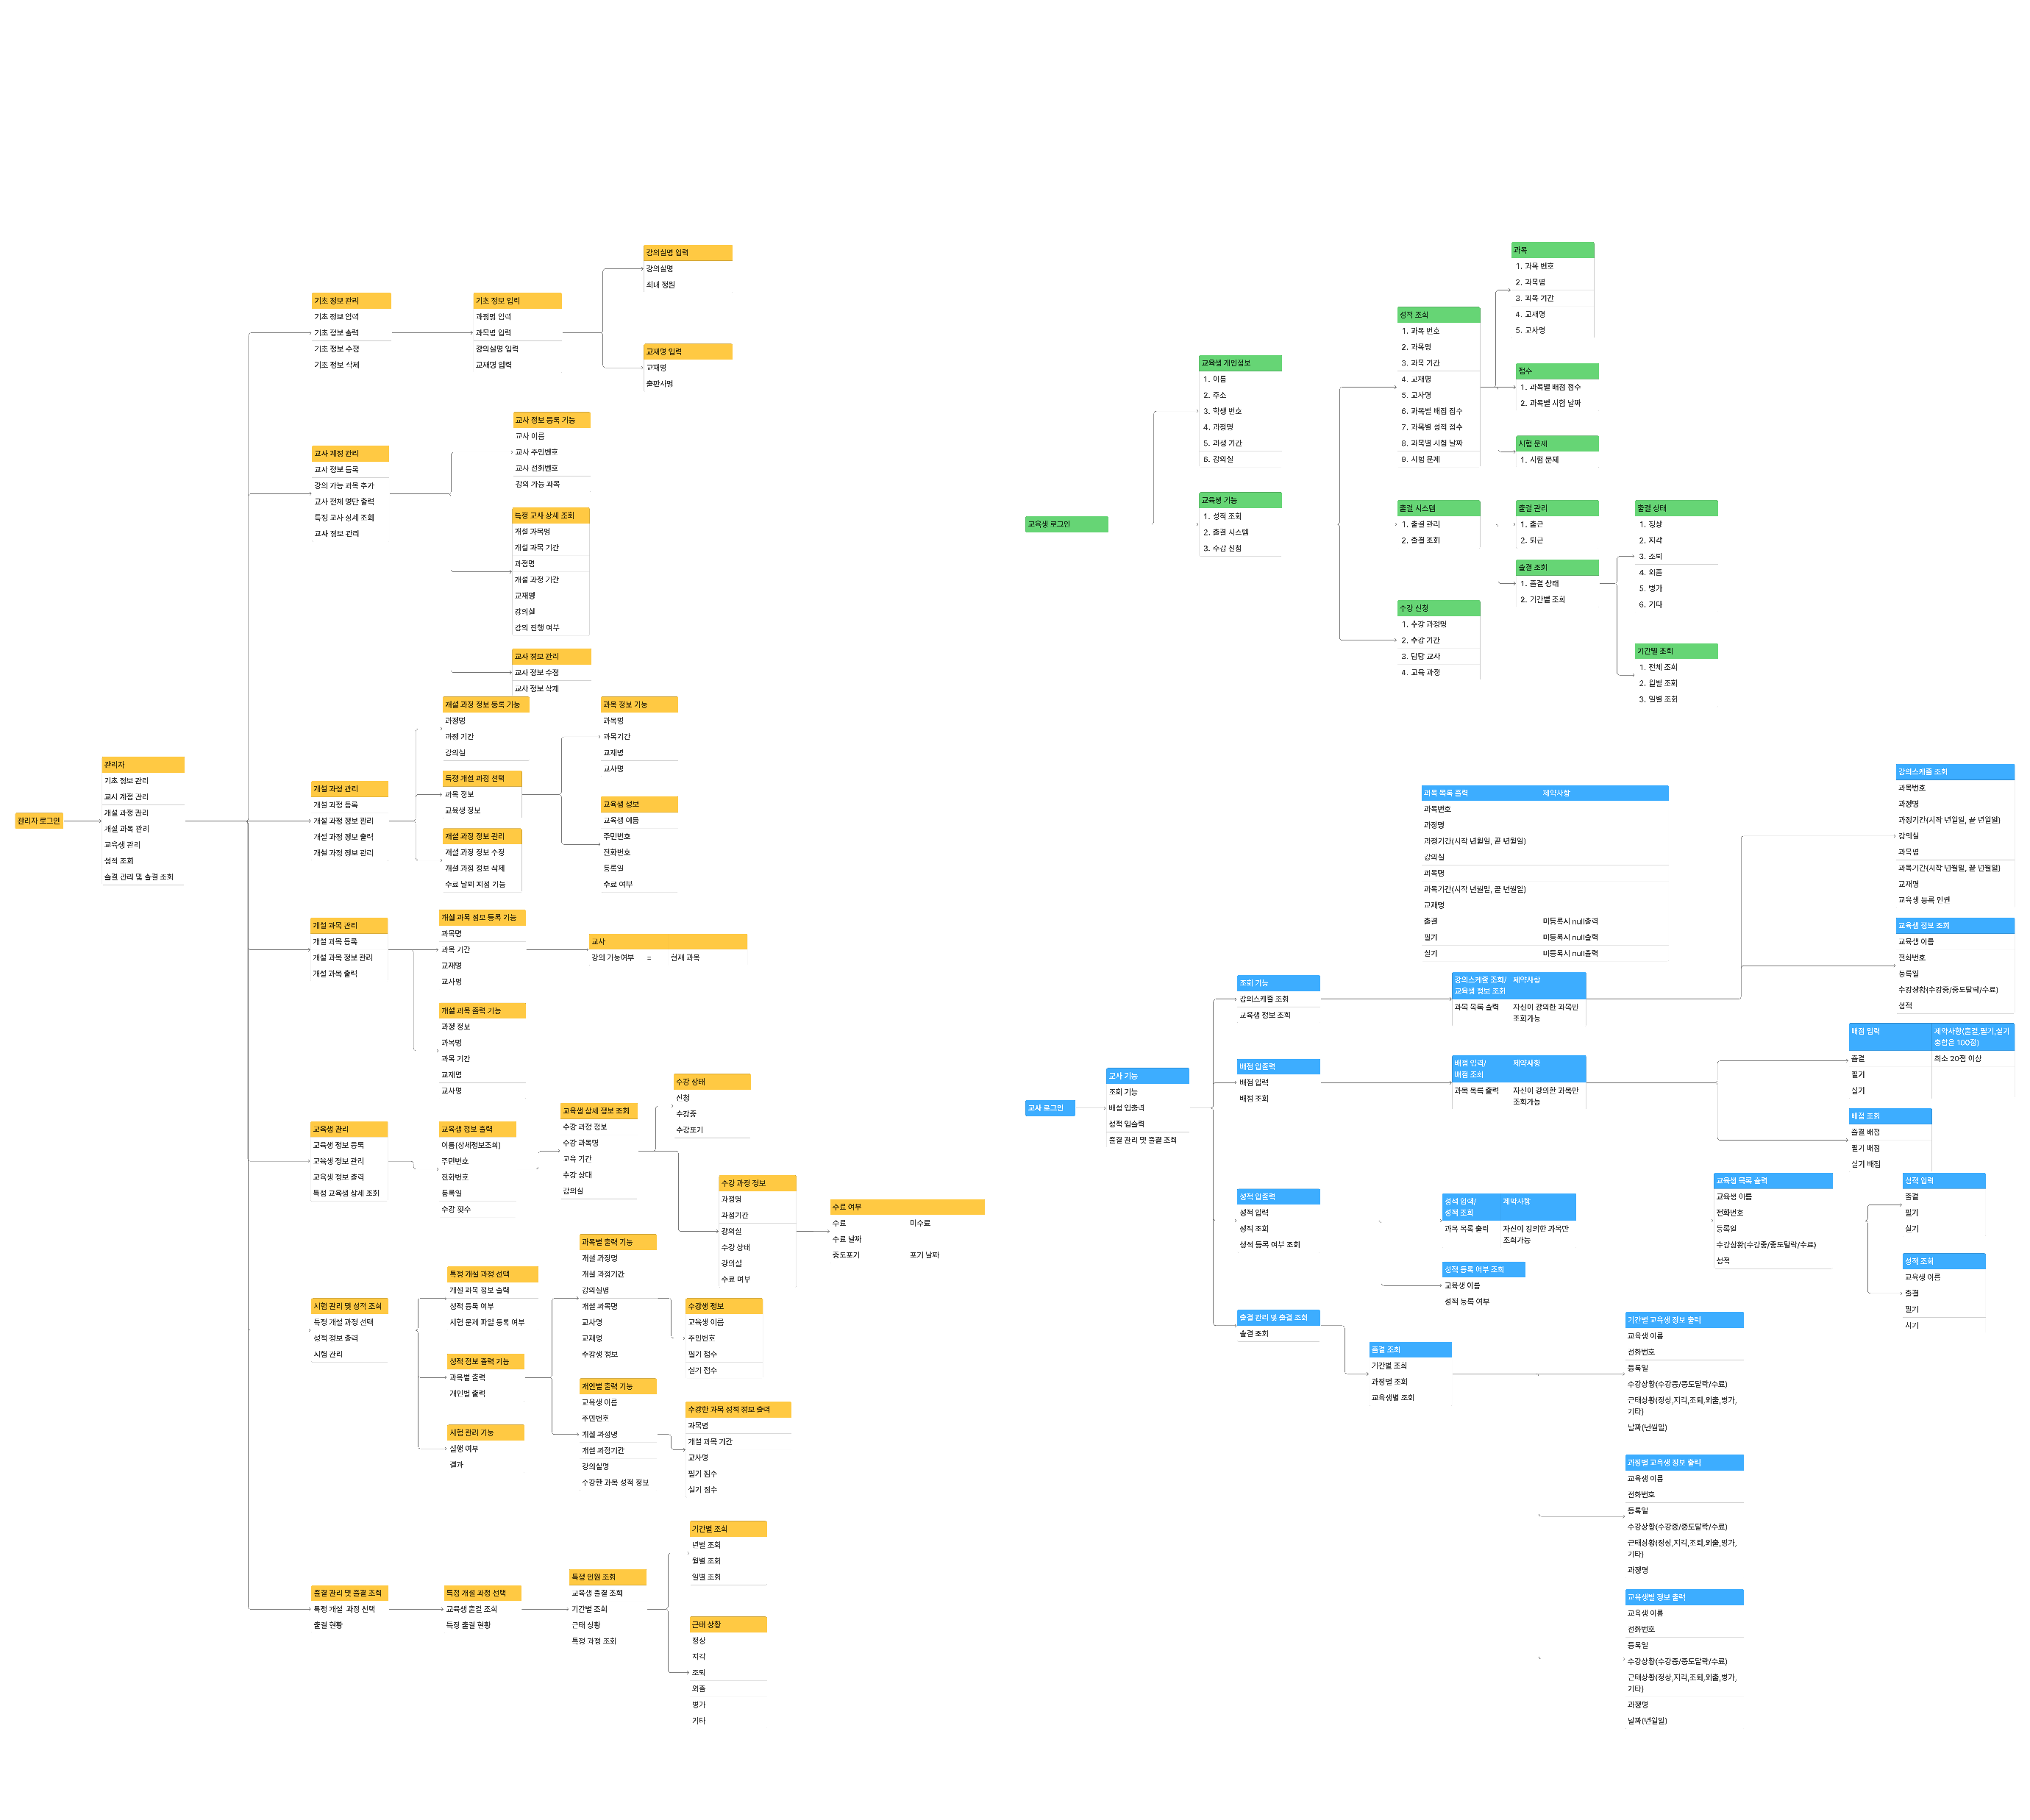 관리자 로그인
관리자
기초 정보 관리
교사 계정 관리
개설 과정 관리
개설 과목 관리
교육생 관리
성적 조회
출결 관리 및 출결 조회
기초 정보 관리
기초 정보 입력
기초 정보 출력
기초 정보 수정
기초 정보 삭제
기초 정보 입력
과정명 입력
과목명 입력
강의실명 입력
교재명 입력
강의실명 입력
강의실명
최대 정원
교재명 입력
교재명
출판사명
교사 계정 관리
교사 정보 등록
강의 가능 과목 추가
교사 전체 명단 출력
특정 교사 상세 조회
교사 정보 관리
교사 정보 등록 기능
교사 이름
교사 주민번호
교사 전화번호
강의 가능 과목
특정 교사 상세 조회
개설 과목명
개설 과목 기간
과정명
개설 과정 기간
교재명
강의실
강의 진행 여부
교사 정보 관리
교사 정보 수정
교사 정보 삭제
개설 과정 관리
개설 과정 등록
개설 과정 정보 관리
개설 과정 정보 출력
개설 과정 정보 관리
개설 과정 정보 등록 기능
과정명
과정 기간
강의실
특정 개설 과정 선택
과목 정보
교육생 정보
개설 과정 정보 관리
개설 과정 정보 수정
개설 과정 정보 삭제
수료 날짜 지정 기능
과목 정보 기능
과목명
과목기간
교재명
교사명
교육생 정보
교육생 이름
주민번호
전화번호
등록일
수료 여부
개설 과목 관리
개설 과목 등록
개설 과목 정보 관리
개설 과목 출력
개설 과목 정보 등록 기능
과목명
과목 기간
교재명
교사명
교사
강의 가능여부 = 현재 과목
개설 과목 출력 기능
과정 정보
과목명
과목 기간
교재명
교사명
교육생 관리
교육생 정보 등록
교육생 정보 관리
교육생 정보 출력
특정 교육생 상세 조회
교육생 정보 출력
이름(상세정보조회)
주민번호
전화번호
등록일
수강 횟수
교육생 상세 정보 조회
수강 과정 정보
수강 과목명
교육 기간
수강 상태
강의실
수강 상태
신청
수강중
수강포기
수강 과정 정보
과정명
과정기간
강의실
수강 상태
강의실
수료 여부
수료 여부
수료 미수료
수료 날짜
중도포기 포기 날짜
시험 관리 및 성적 조회
특정 개설 과정 선택
성적 정보 출력
시험 관리
특정 개설 과정 선택
개설 과목 정보 출력
성적 등록 여부
시험 문제 파일 등록 여부
성적 정보 출력 기능
과목별 출력
개인별 출력
시험 관리 기능
실행 여부
결과
과목별 출력 기능
개설 과정명
개설 과정기간
강의실명
개설 과목명
교사명
교재명
수강생 정보
수강생 정보
교육생 이름
주민번호
필기 점수
실기 점수
개인별 출력 기능
교육생 이름
주민번호
개설 과정명
개설 과정기간
강의실명
수강한 과목 성적 정보
수강한 과목 성적 정보 출력
과목명
개설 과목 기간
교사명
필기 점수
실기 점수
출결 관리 및 출결 조회
특정 개설 과정 선택
출결 현황
특정 개설 과정 선택
교육생 출결 조회
특정 출결 현황
특정 인원 조회
교육생 출결 조회
기간별 조회
근태 상황
특정 과정 조회
기간별 조회
년별 조회
월별 조회
일별 조회
근태 상황
정상
지각
조퇴
외출
병가
기타
교육생 로그인
교육생 개인정보
1. 이름
2. 주소
3. 학생 번호
4. 과정명
5. 과정 기간
6. 강의실
교육생 기능
1. 성적 조회
2. 출결 시스템
3. 수강 신청
성적 조회
1. 과목 번호
2. 과목명
3. 과목 기간
4. 교재명
5. 교사명
6. 과목별 배점 점수
7. 과목별 성적 점수
8. 과목별 시험 날짜
9. 시험 문제
과목
1. 과목 번호
2. 과목명
3. 과목 기간
4. 교재명
5. 교사명
점수
1. 과목별 배점 점수
2. 과목별 시험 날짜
시험 문제
1. 시험 문제
출결 시스템
1. 출결 관리
2. 출결 조회
출결 관리
1. 출근
2. 퇴근
출결 조회
1. 출결 상태
2. 기간별 조회
출결 상태
1. 정상
2. 지각
3. 조퇴
4. 외출
5. 병가
6. 기타
기간별 조회
1. 전체 조회
2. 월별 조회
3. 일별 조회
수강 신청
1. 수강 과정명
2. 수강 기간
3. 담당 교사
4. 교육 과정
교사 로그인
교사 기능
조회 기능
배점 입출력
성적 입출력
출결 관리 및 출결 조회
조회 기능
강의스케줄 조회
교육생 정보 조회
과목 목록 출력 제약사항
과목번호
과정명
과정기간(시작 년월일, 끝 년월일)
강의실
과목명
과목기간(시작 년월일, 끝 년월일)
교재명
출결 미등록시 null출력
필기 미등록시 null출력
실기 미등록시 null출력
강의스케줄 조회/ 제약사항
교육생 정보 조회
과목 목록 출력 자신이 강의한 과목만
조회가능
강의스케줄 조회
과목번호
과정명
과정기간(시작 년월일, 끝 년월일)
강의실
과목명
과목기간(시작 년월일, 끝 년월일)
교재명
교육생 등록 인원
교육생 정보 조회
교육생 이름
전화번호
등록일
수강상황(수강중/중도탈락/수료)
성적
배점 입출력
배점 입력
배점 조회
배점 입력/ 제약사항
배점 조회
과목 목록 출력 자신이 강의한 과목만
조회가능
배점 입력 제약사항(출결,필기,실기
총합은 100점)
출결 최소 20점 이상
필기
실기
배점 조회
출결 배점
필기 배점
실기 배점
성적 입출력
성적 입력
성적 조회
성적 등록 여부 조회
성적 입력/ 제약사항
성적 조회
과목 목록 출력 자신이 강의한 과목만
조회가능
성적 등록 여부 조회
교육생 이름
성적 등록 여부
교육생 목록 출력
교육생 이름
전화번호
등록일
수강상황(수강중/중도탈락/수료)
성적
성적 입력
출결
필기
실기
성적 조회
교육생 이름
출결
필기
출결 관리 및 출결 조회
출결 조회
출결 조회
기간별 조회
과정별 조회
교육생별 조회
기간별 교육생 정보 출력
교육생 이름
전화번호
등록일
수강상황(수강중/중도탈락/수료)
근태상황(정상,지각,조퇴,외출,병가,
기타)
날짜(년월일)
과정별 교육생 정보 출력
교육생 이름
전화번호
등록일
수강상황(수강중/중도탈락/수료)
근태상황(정상,지각,조퇴,외출,병가,
기타)
과정명
교육생별 정보 출력
교육생 이름
전화번호
등록일
수강상황(수강중/중도탈락/수료)
근태상황(정상,지각,조퇴,외출,병가,
기타)
과정명
날짜(년월일)